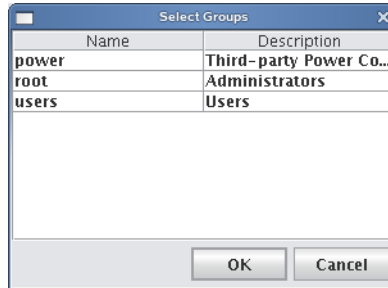 Select Groups
Name Description
power Third-party Power Co...
root Administrators
users Users
OK Cancel